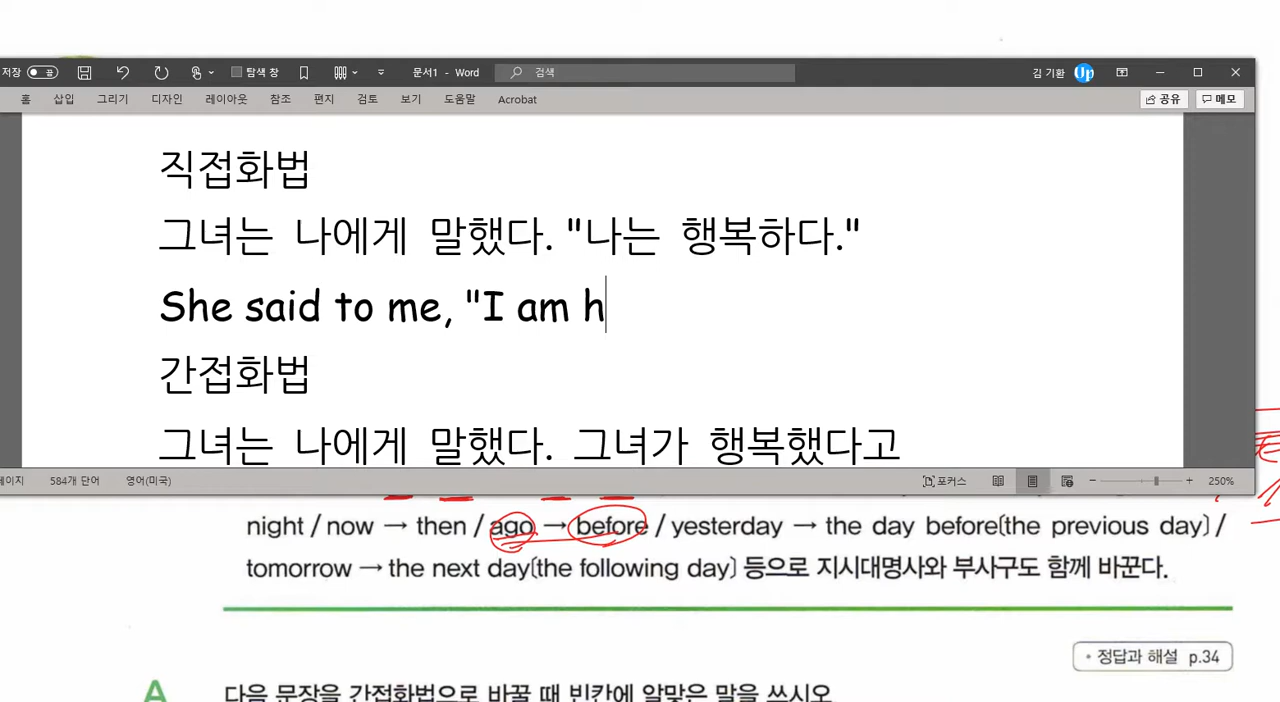 저장
탐색 창
문서1 - Word
검색
김 기환
Up
홈 삽입 그리기 디자인 레이아웃 참조 편지 검토 보기 도움말 Acrobat
공유 메모
직접화법
그녀는 나에게 말했다. "나는 행복하다."
She said to me, "I am h
간접화법
그녀는 나에게 말했다. 그녀가 행복했다고
페이지 584개 단어 영어(미국) 포커스 250%
night / now → then / ago → before / yesterday → the day before[the previous day] /
tomorrow → the next day[the following day] 등으로 지시대명사와 부사구도 함께 바꾼다.
• 정답과 해설 p.34
A 다음 문장을 간접화법으로 바꿀 때 빈칸에 알맞은 말을 쓰시오